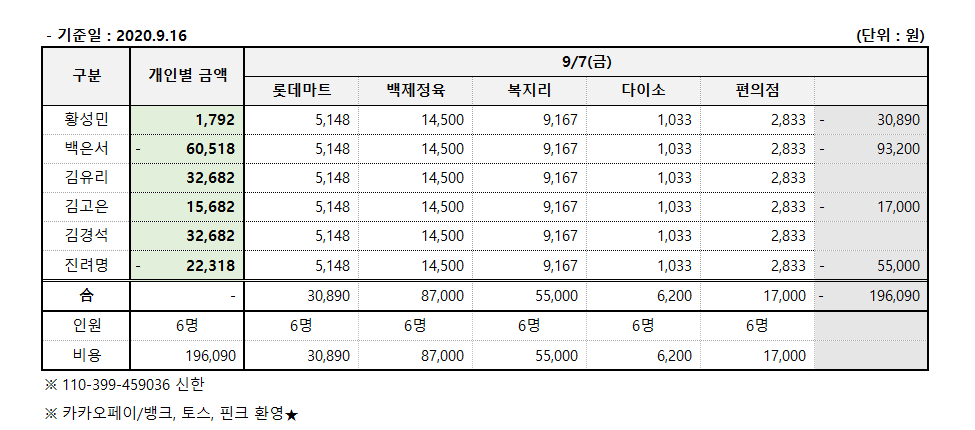 - 기준일 : 2020.9.16 (단위 : 원)
구분 개인별 금액 9/7(금)
롯데마트 백제정육 복지리 다이소 편의점
황성민 1,792 5,148 14,500 9,167 1,033 2,833 - 30,890
백은서 - 60,518 5,148 14,500 9,167 1,033 2,833 - 93,200
김유리 32,682 5,148 14,500 9,167 1,033 2,833
김고은 15,682 5,148 14,500 9,167 1,033 2,833 - 17,000
김경석 32,682 5,148 14,500 9,167 1,033 2,833
진려명 - 22,318 5,148 14,500 9,167 1,033 2,833 - 55,000
합 - 30,890 87,000 55,000 6,200 17,000 - 196,090
인원 6명 6명 6명 6명 6명 6명
비용 196,090 30,890 87,000 55,000 6,200 17,000
※ 110-399-459036 신한
※ 카카오페이/뱅크, 토스, 핀크 환영★